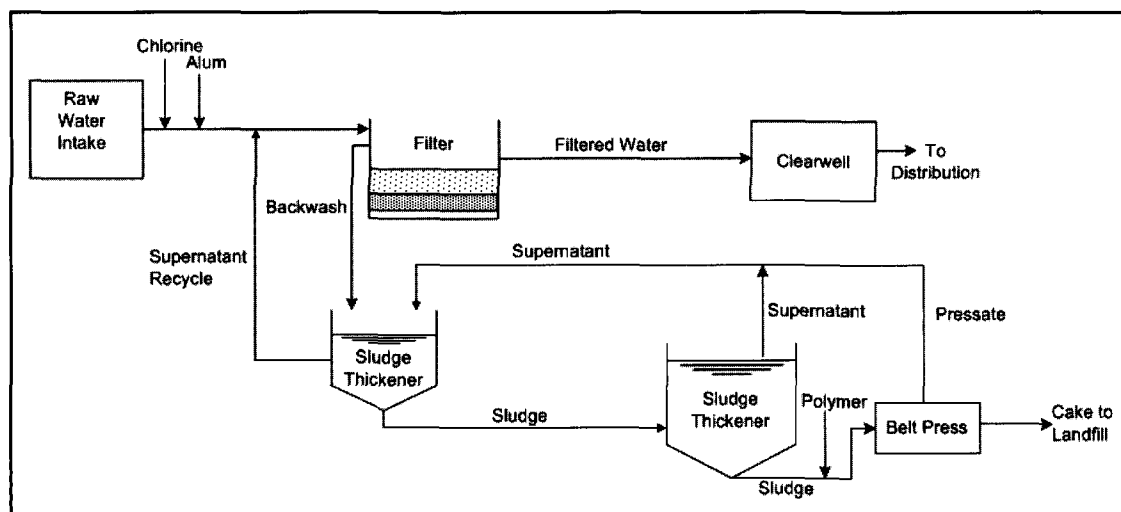 Chlorine
Alum
Raw
Water
Intake
Filter
Filtered Water
Clearwell
To
Distribution
Backwash
Supernatant
Recycle
Supernatant
Supernatant
Pressate
Sludge
Thickener
Sludge
Thickener
Polymer
Sludge
Belt Press
Cake to
Landfill
Sludge